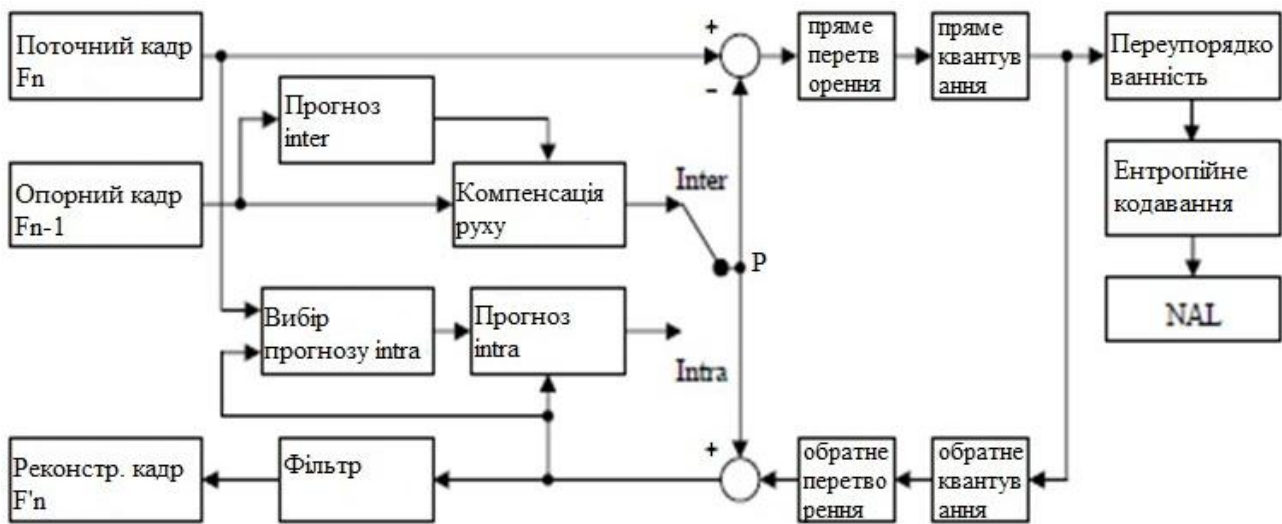 Поточний кадр
Fn
+
−
пряме
перетв
орення
пряме
квантув
ання
Переупорядко
ванність
Прогноз
inter
Опорний кадр
Fn-1
Компенсація
руху
Inter
P
Ентропійне
кодавання
Вибір
прогнозу intra
Прогноз
intra
Intra
NAL
Реконстр. кадр
F'n
Фільтр
+
обратне
перетво
рення
обратне
квантув
ання